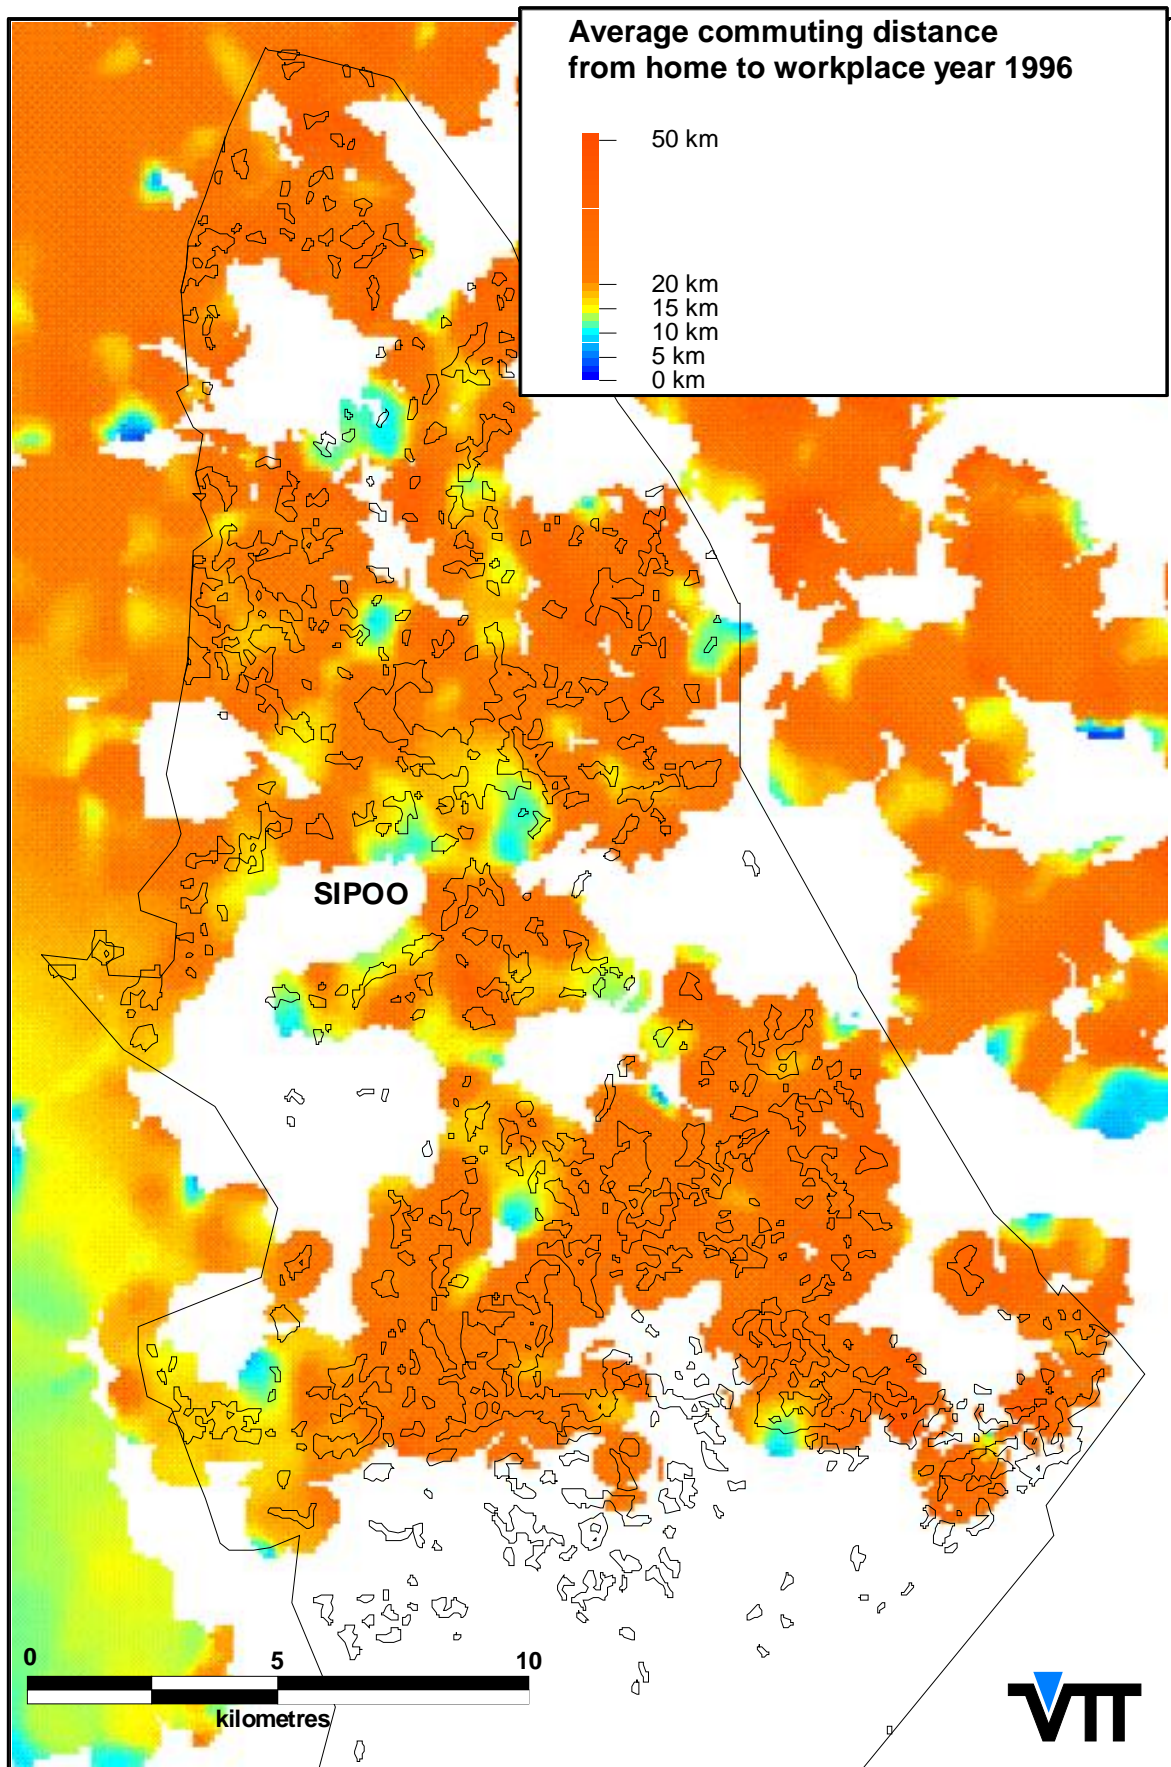 Average commuting distance
from home to workplace year 1996
50 km
20 km
15 km
10 km
5 km
0 km
SIPOO
0 5 10
kilometres
VTT